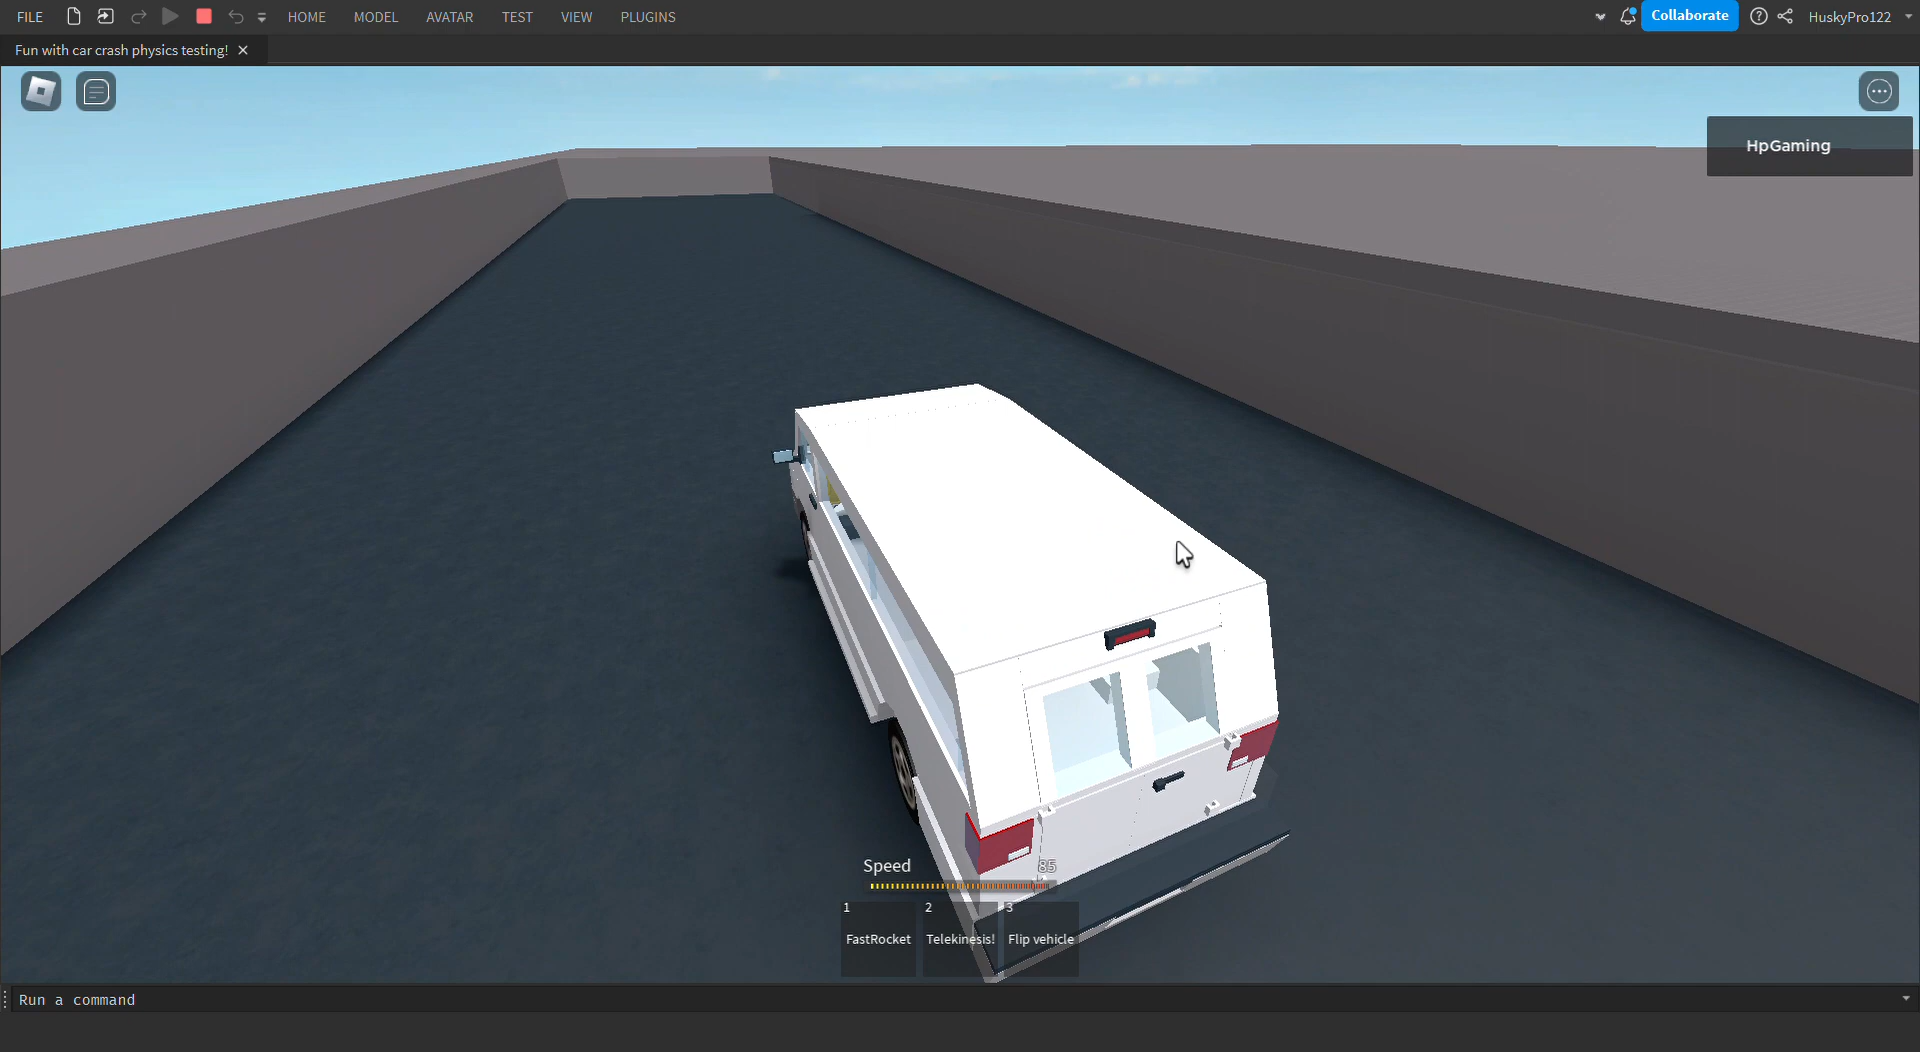 FILE
HOME
MODEL
AVATAR
TEST
VIEW
PLUGINS
Collaborate
HuskyPro122
Fun with car crash physics testing!
HpGaming
Speed 85
1 2 3
FastRocket Telekinesis! Flip vehicle
Run a command